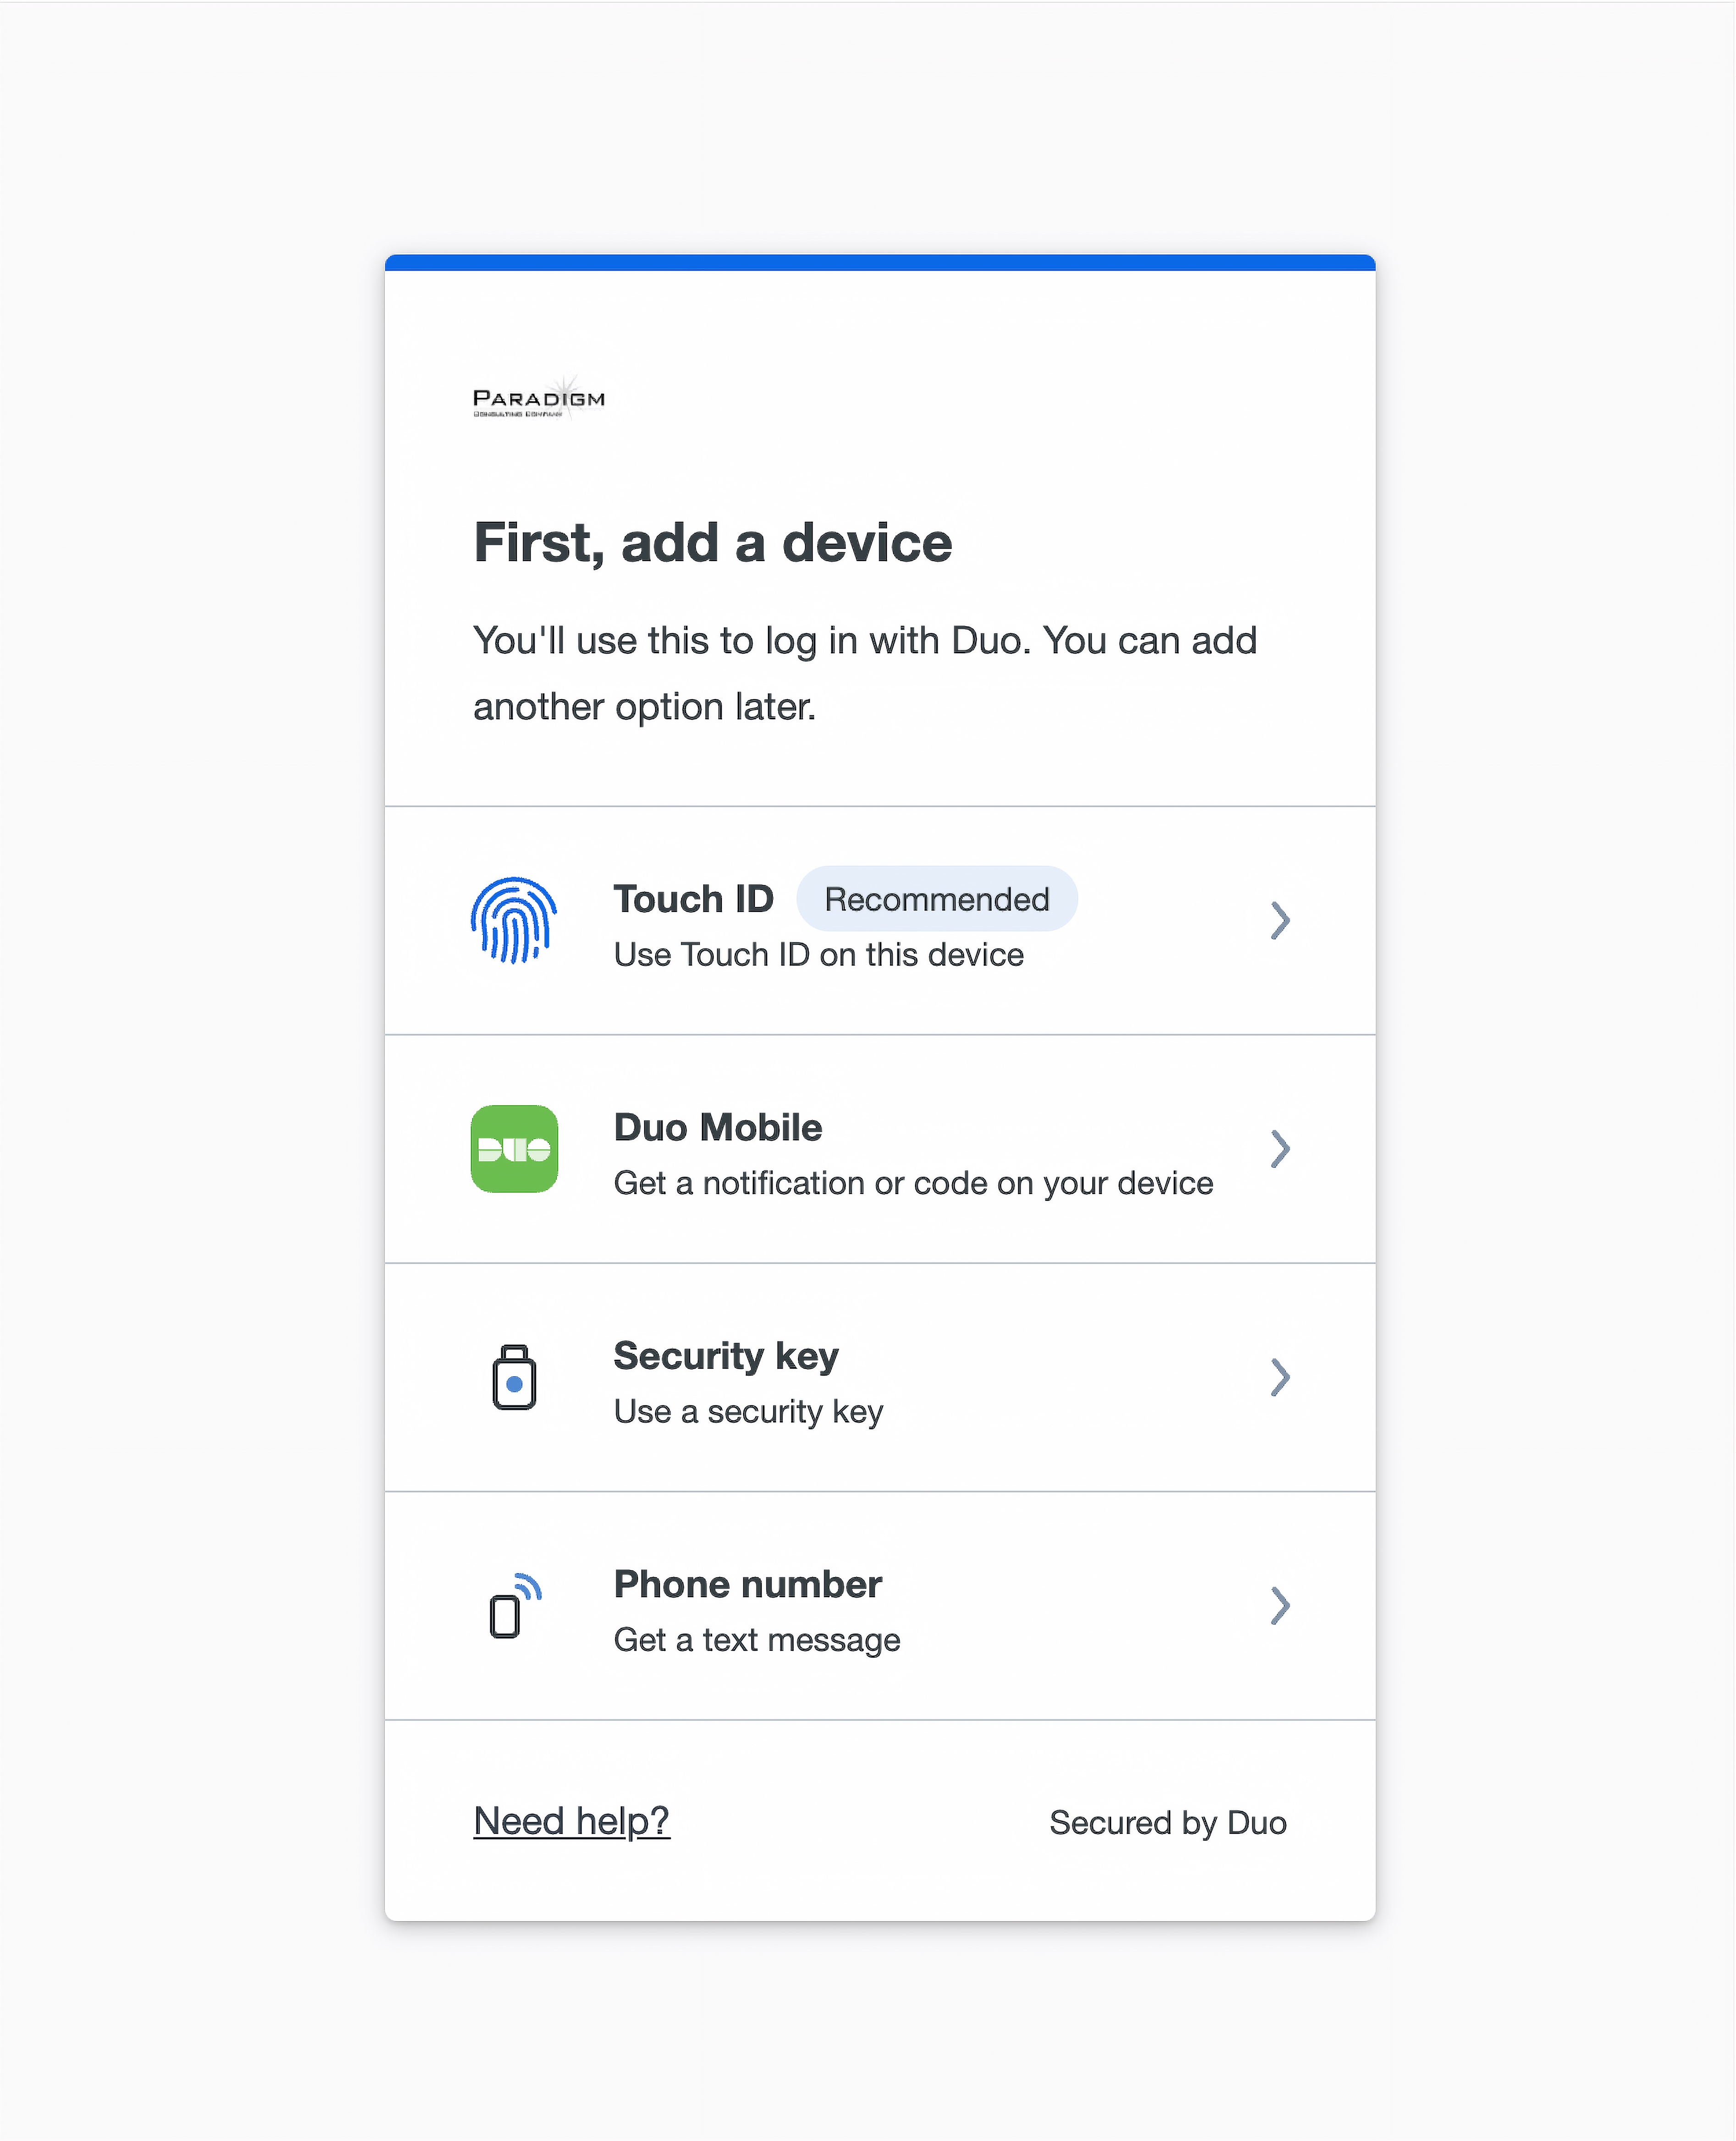 PARADIGM
CONSULTING COMPANY
First, add a device
You'll use this to log in with Duo. You can add
another option later.
Touch ID Recommended
Use Touch ID on this device
DUO
Duo Mobile
Get a notification or code on your device
Security key
Use a security key
Phone number
Get a text message
Need help? Secured by Duo